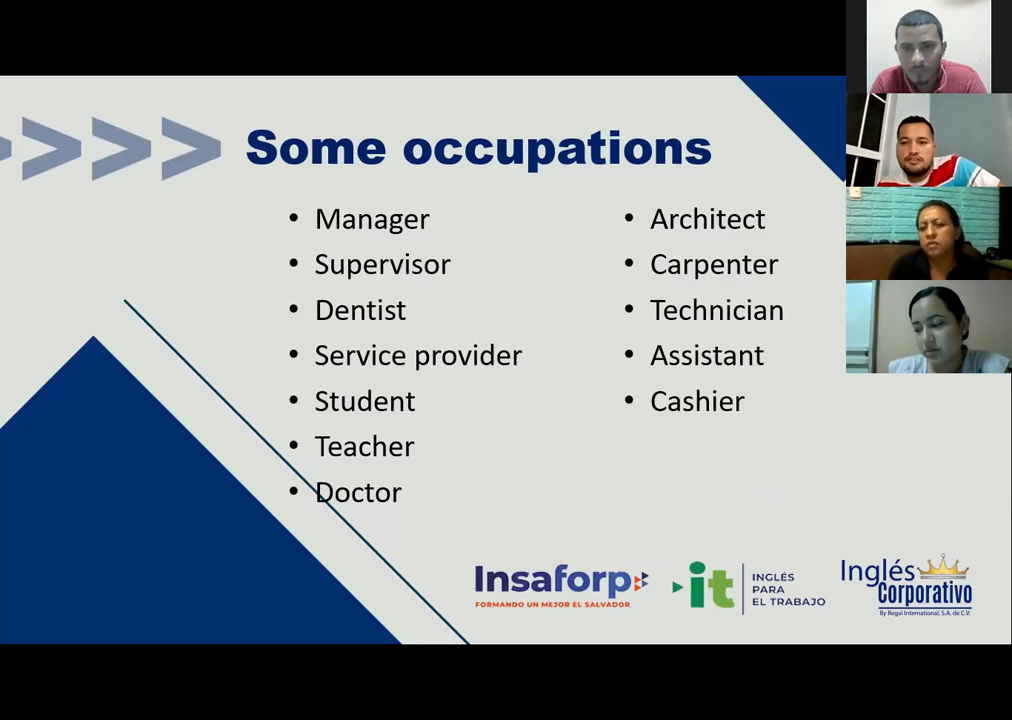 Some occupations
• Manager
• Supervisor
• Dentist
• Service provider
• Student
• Teacher
• Doctor
• Architect
• Carpenter
• Technician
• Assistant
• Cashier
Insaforp
FORMANDO UN MEJOR EL SALVADOR
it
INGLÉS
PARA
EL TRABAJO
Inglés
Corporativo
By Regal International, S.A. de C.V.